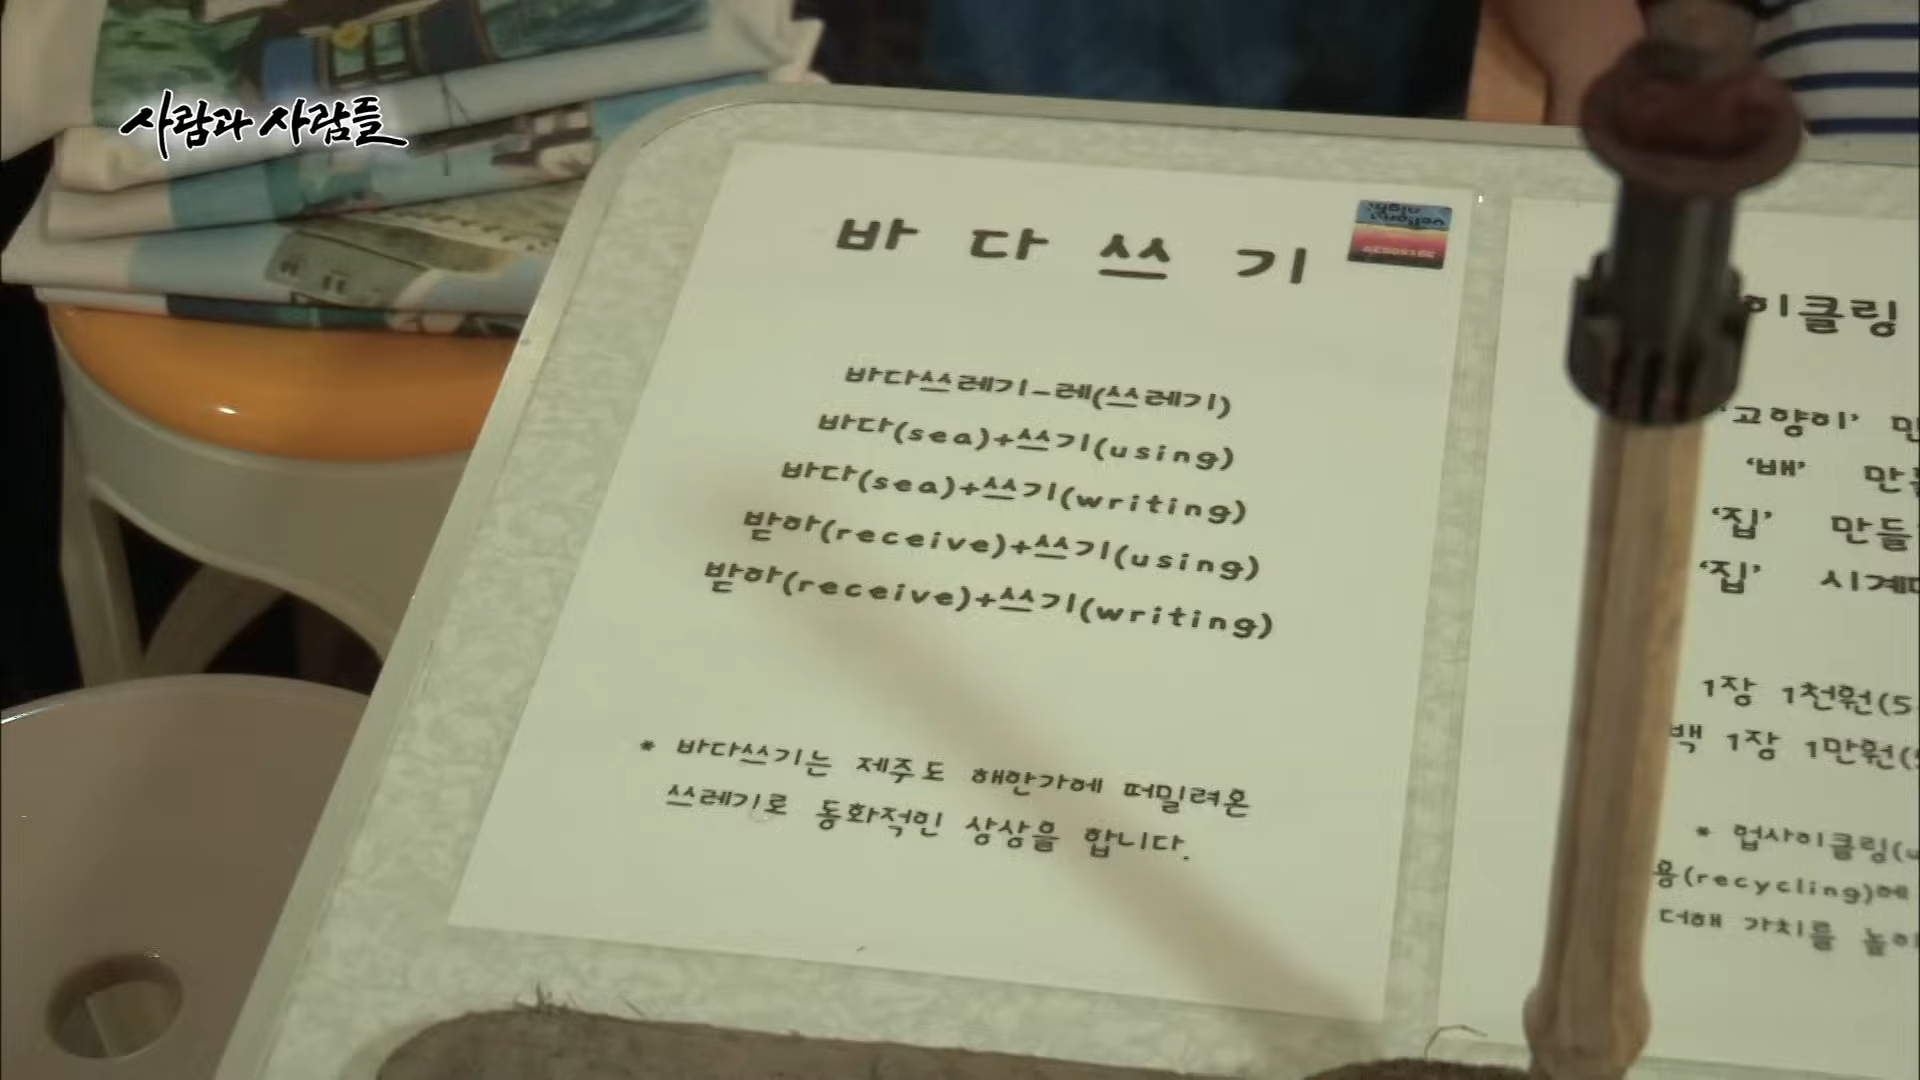 사람과 사람들
바 다 쓰 기
바다쓰레기-레(쓰레기)
바다(sea)+쓰기(using)
바다(sea)+쓰기(writing)
받아(receive)+쓰기(using)
받아(receive)+쓰기(writing)
* 바다쓰기는 제주도 해안가에 떠밀려온
쓰레기로 동화적인 상상을 합니다.
이클링
'고양이'
'배'
'집' 만들
'집' 시계
1장 1천원(5
백 1장 1만원(
* 업사이클링(
용(recycling)에
더해 가치를 높이